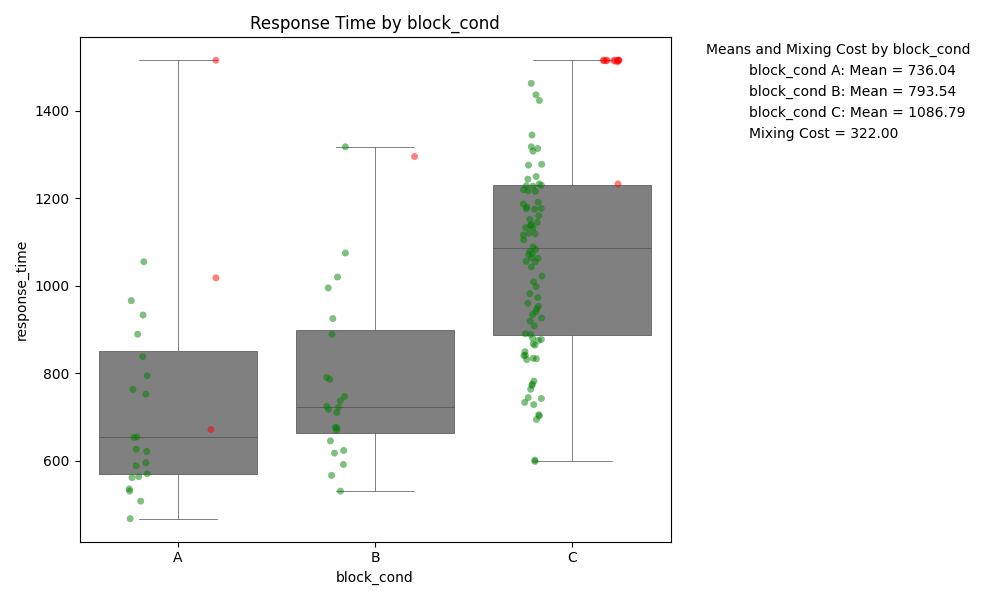 Response Time by block_cond
Means and Mixing Cost by block_cond
block_cond A: Mean = 736.04
block_cond B: Mean = 793.54
block_cond C: Mean = 1086.79
Mixing Cost = 322.00
response_time
1400
1200
1000
800
600
A B C
block_cond